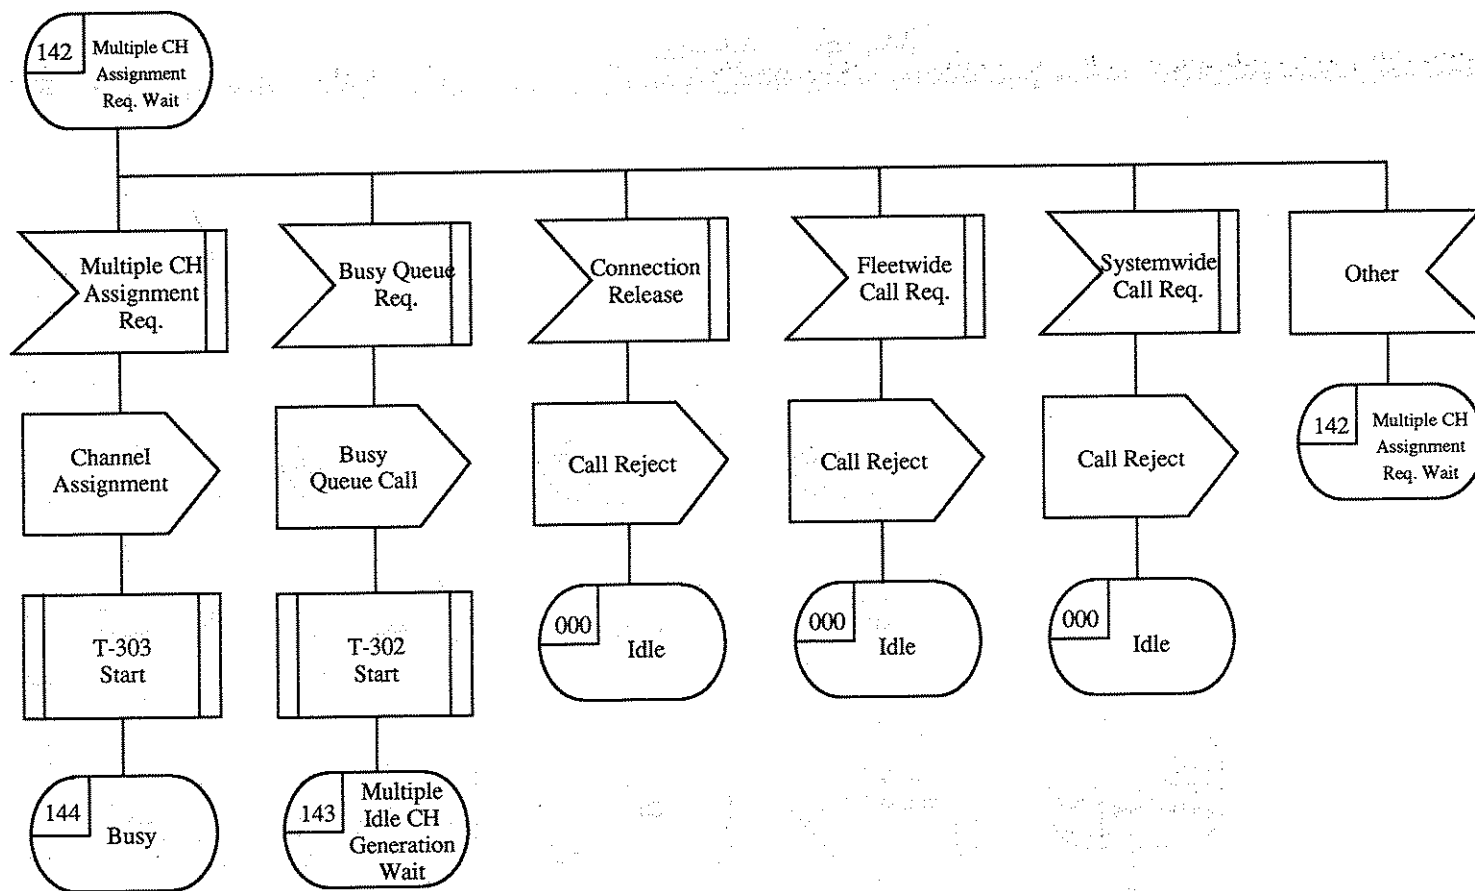 142
Multiple CH
Assignment
Req. Wait
Multiple CH
Assignment
Req.
Busy Queue
Req.
Connection
Release
Fleetwide
Call Req.
Systemwide
Call Req.
Other
Channel
Assignment
Busy
Queue Call
Call Reject
Call Reject
Call Reject
142
Multiple CH
Assignment
Req. Wait
T-303
Start
T-302
Start
000
Idle
000
Idle
000
Idle
144
Busy
143
Multiple
Idle CH
Generation
Wait